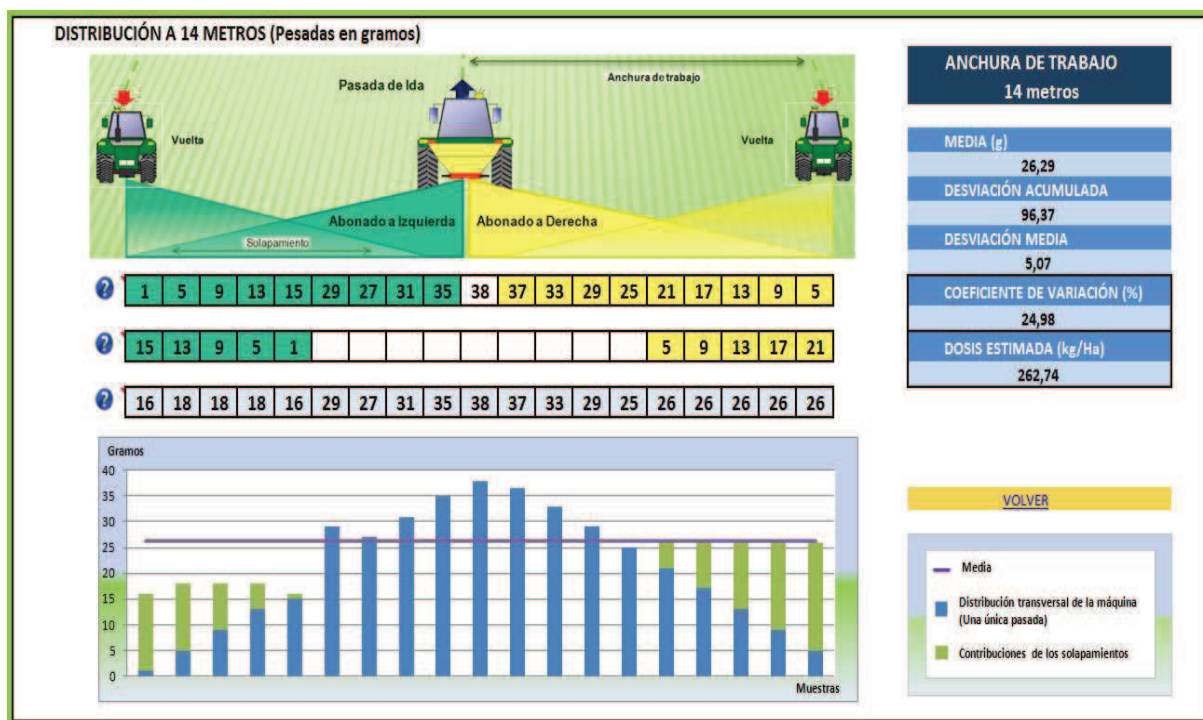 DISTRIBUCIÓN A 14 METROS (Pesadas en gramos)
Pasada de Ida
Anchura de trabajo
Vuelta
Vuelta
Abonado a Izquierda
Abonado a Derecha
Solapamiento
? 1 5 9 13 15 29 27 31 35 38 37 33 29 25 21 17 13 9 5
? 15 13 9 5 1 5 9 13 17 21
? 16 18 18 18 16 29 27 31 35 38 37 33 29 25 26 26 26 26 26
Gramos
40
35
30
25
20
15
10
5
0
Muestras
ANCHURA DE TRABAJO
14 metros
MEDIA (g)
26,29
DESVIACIÓN ACUMULADA
96,37
DESVIACIÓN MEDIA
5,07
COEFICIENTE DE VARIACIÓN (%)
24,98
DOSIS ESTIMADA (kg/Ha)
262,74
VOLVER
Media
Distribución transversal de la máquina
(Una única pasada)
Contribuciones de los solapamientos